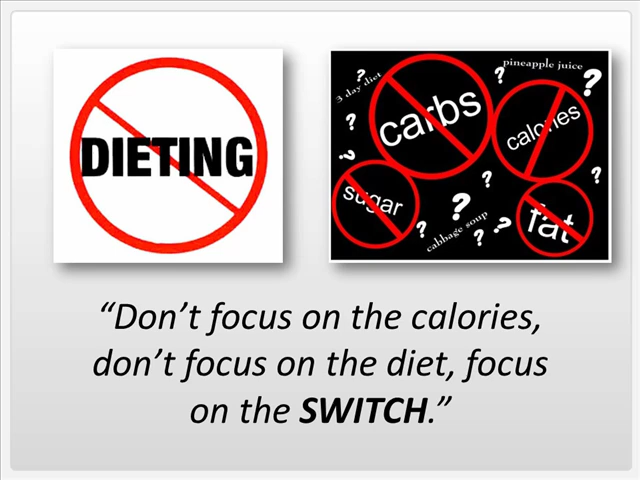 DIETING
3 day diet
pineapple juice
carbs
calories
sugar
fat
cabbage soup
“Don’t focus on the calories,
don’t focus on the diet, focus
on the SWITCH.”